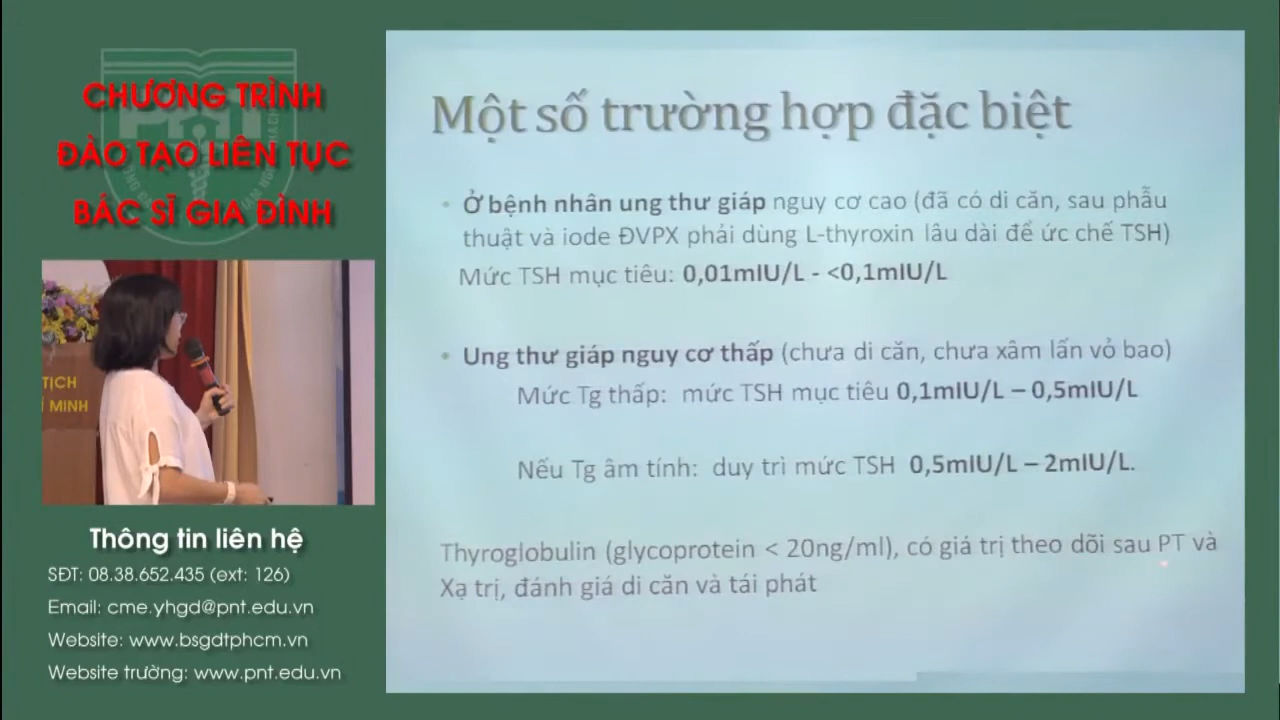 CHƯƠNG TRÌNH
ĐÀO TẠO LIÊN TỤC
BÁC SĨ GIA ĐÌNH
TỊCH
Í MINH
Thông tin liên hệ
SĐT: 08.38.652.435 (ext: 126)
Email: cme.yhgd@pnt.edu.vn
Website: www.bsgdtphcm.vn
Website trường: www.pnt.edu.vn
Một số trường hợp đặc biệt
• Ở bệnh nhân ung thư giáp nguy cơ cao (đã có di căn, sau phẫu
thuật và iode ĐVPX phải dùng L-thyroxin lâu dài để ức chế TSH)
Mức TSH mục tiêu: 0,01mIU/L - <0,1mIU/L
• Ung thư giáp nguy cơ thấp (chưa di căn, chưa xâm lấn vỏ bao)
Mức Tg thấp: mức TSH mục tiêu 0,1mIU/L – 0,5mIU/L
Nếu Tg âm tính: duy trì mức TSH 0,5mIU/L – 2mIU/L.
Thyroglobulin (glycoprotein < 20ng/ml), có giá trị theo dõi sau PT và
Xạ trị, đánh giá di căn và tái phát